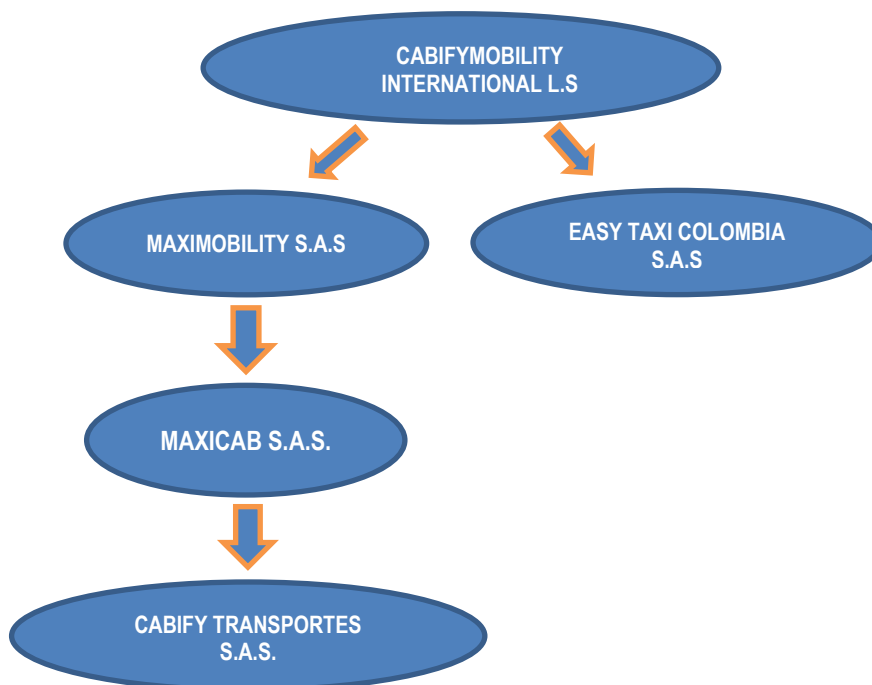 CABIFYMOBILITY
INTERNATIONAL L.S
MAXIMOBILITY S.A.S
EASY TAXI COLOMBIA
S.A.S
MAXICAB S.A.S.
CABIFY TRANSPORTES
S.A.S.